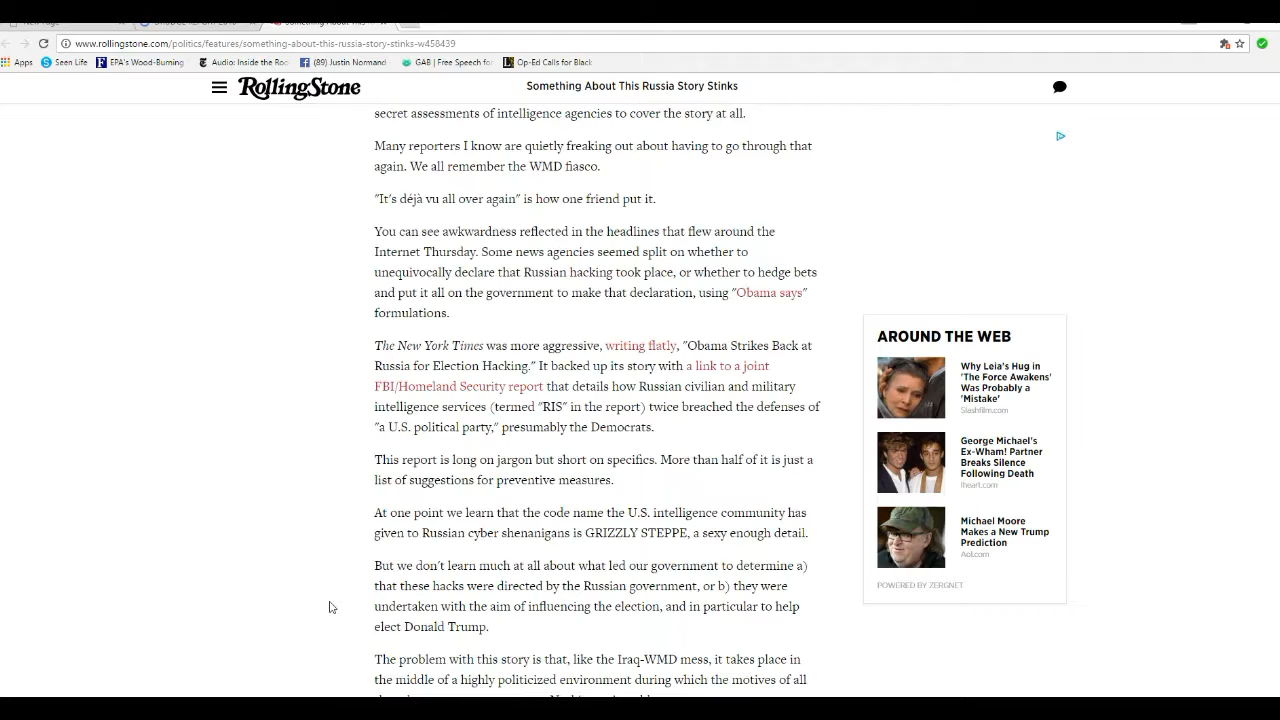 www.rollingstone.com/politics/features/something-about-this-russia-story-stinks-w458439
Apps Seen Life EPA's Wood-Burning Audio: Inside the Ro (89) Justin Normand GAB | Free Speech for Op-Ed Calls for Black
RollingStone Something About This Russia Story Stinks
secret assessments of intelligence agencies to cover the story at all.
Many reporters I know are quietly freaking out about having to go through that
again. We all remember the WMD fiasco.
"It's déjà vu all over again" is how one friend put it.
You can see awkwardness reflected in the headlines that flew around the
Internet Thursday. Some news agencies seemed split on whether to
unequivocally declare that Russian hacking took place, or whether to hedge bets
and put it all on the government to make that declaration, using "Obama says"
formulations.
The New York Times was more aggressive, writing flatly, "Obama Strikes Back at
Russia for Election Hacking." It backed up its story with a link to a joint
FBI/Homeland Security report that details how Russian civilian and military
intelligence services (termed "RIS" in the report) twice breached the defenses of
"a U.S. political party," presumably the Democrats.
This report is long on jargon but short on specifics. More than half of it is just a
list of suggestions for preventive measures.
At one point we learn that the code name the U.S. intelligence community has
given to Russian cyber shenanigans is GRIZZLY STEPPE, a sexy enough detail.
But we don't learn much at all about what led our government to determine a)
that these hacks were directed by the Russian government, or b) they were
undertaken with the aim of influencing the election, and in particular to help
elect Donald Trump.
The problem with this story is that, like the Iraq-WMD mess, it takes place in
the middle of a highly politicized environment during which the motives of all
AROUND THE WEB
Why Leia's Hug in
'The Force Awakens'
Was Probably a
'Mistake'
Slashfilm.com
George Michael's
Ex-Wham! Partner
Breaks Silence
Following Death
Iheart.com
Michael Moore
Makes a New Trump
Prediction
Aol.com
POWERED BY ZERGNET